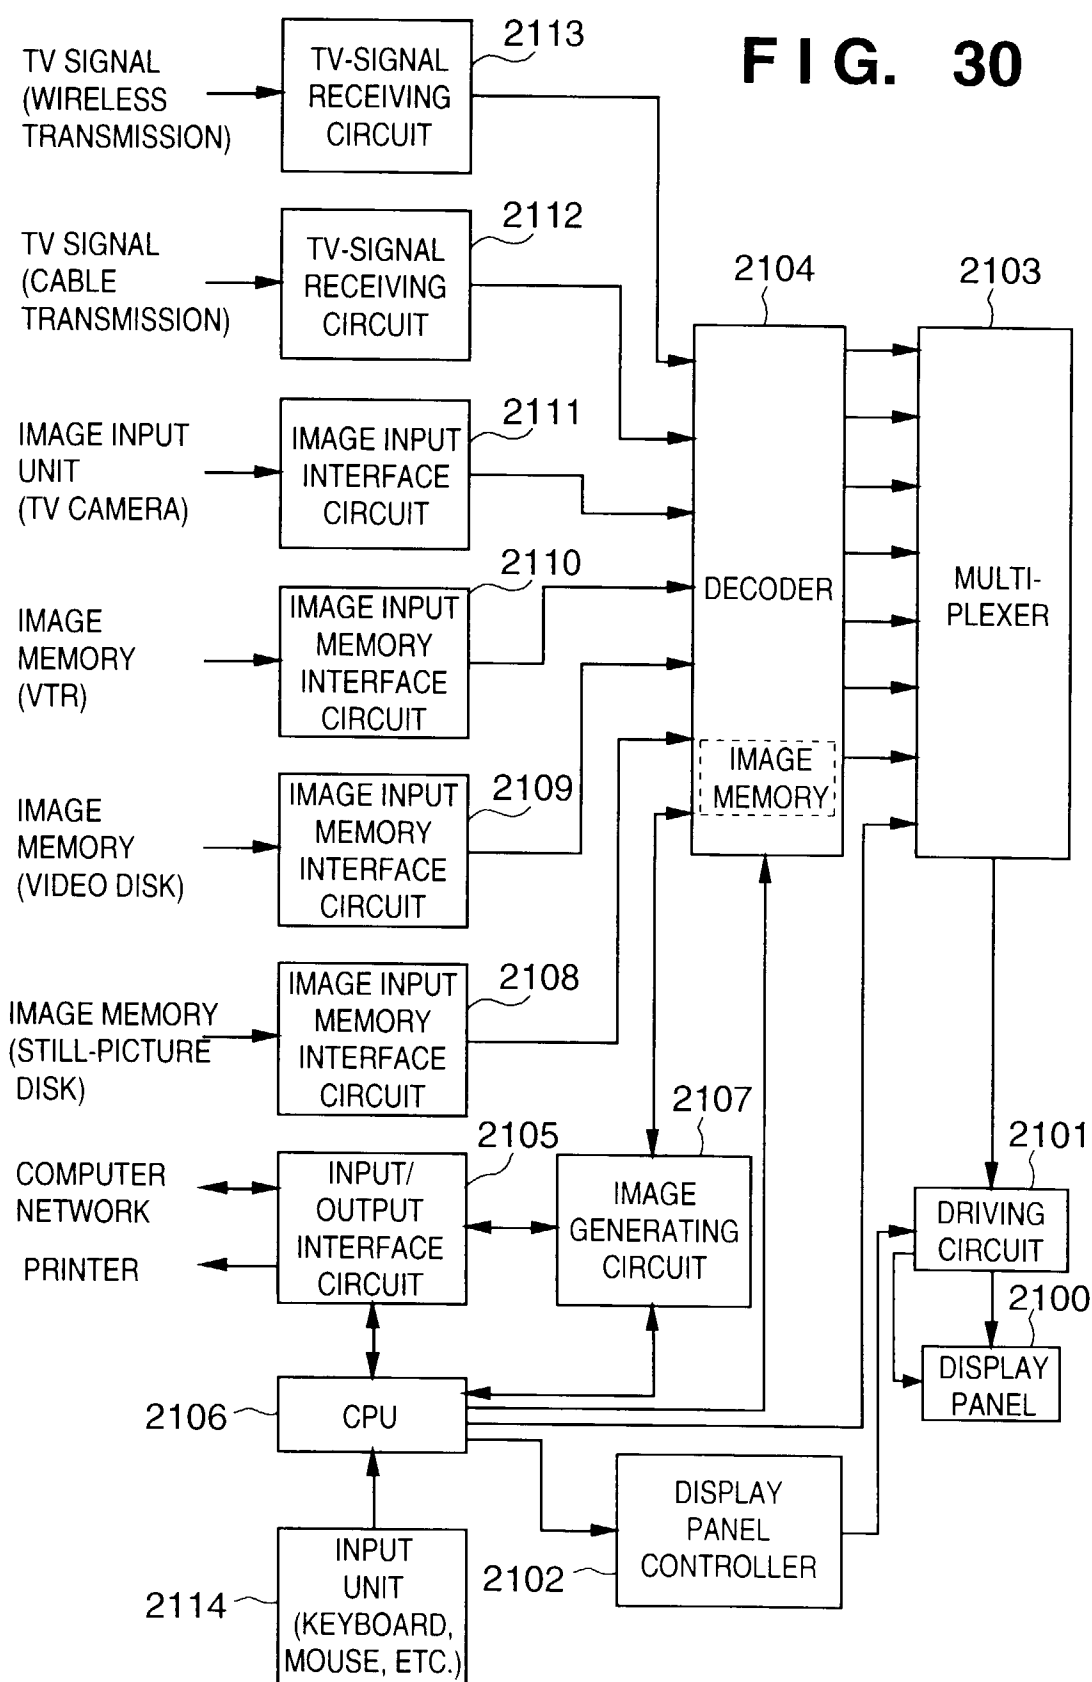 FIG. 30
TV SIGNAL
(WIRELESS
TRANSMISSION)
2113
TV-SIGNAL
RECEIVING
CIRCUIT
TV SIGNAL
(CABLE
TRANSMISSION)
2112
TV-SIGNAL
RECEIVING
CIRCUIT
IMAGE INPUT
UNIT
(TV CAMERA)
2111
IMAGE INPUT
INTERFACE
CIRCUIT
IMAGE
MEMORY
(VTR)
2110
IMAGE INPUT
MEMORY
INTERFACE
CIRCUIT
IMAGE
MEMORY
(VIDEO DISK)
2109
IMAGE INPUT
MEMORY
INTERFACE
CIRCUIT
IMAGE MEMORY
(STILL-PICTURE
DISK)
2108
IMAGE INPUT
MEMORY
INTERFACE
CIRCUIT
2104
DECODER
IMAGE
MEMORY
2103
MULTI-
PLEXER
COMPUTER
NETWORK
PRINTER
2105
INPUT/
OUTPUT
INTERFACE
CIRCUIT
2107
IMAGE
GENERATING
CIRCUIT
2101
DRIVING
CIRCUIT
2100
DISPLAY
PANEL
2106
CPU
2102
DISPLAY
PANEL
CONTROLLER
2114
INPUT
UNIT
(KEYBOARD,
MOUSE, ETC.)